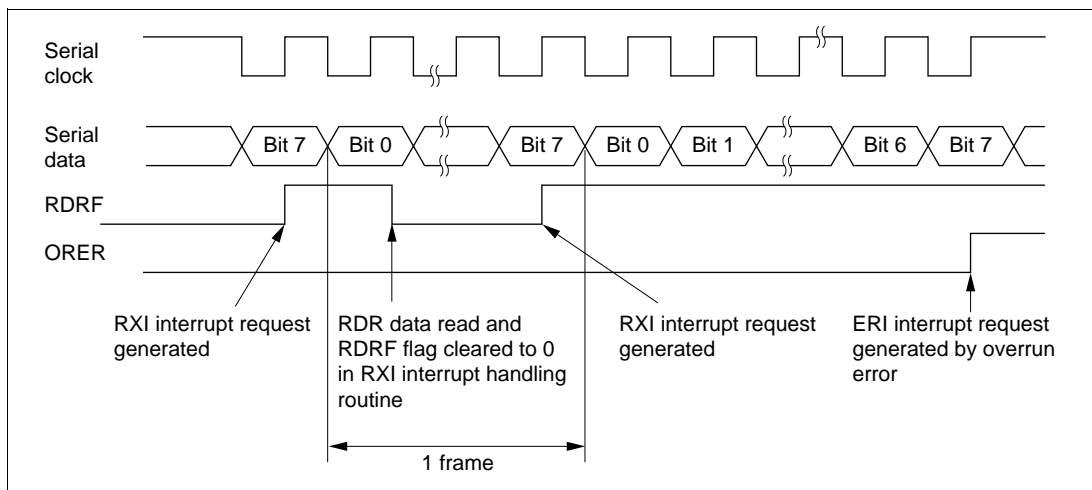 Serial
clock
Serial
data
Bit 7
Bit 0
Bit 7
Bit 0
Bit 1
Bit 6
Bit 7
RDRF
ORER
RXI interrupt request
generated
RDR data read and
RDRF flag cleared to 0
in RXI interrupt handling
routine
RXI interrupt request
generated
ERI interrupt request
generated by overrun
error
1 frame